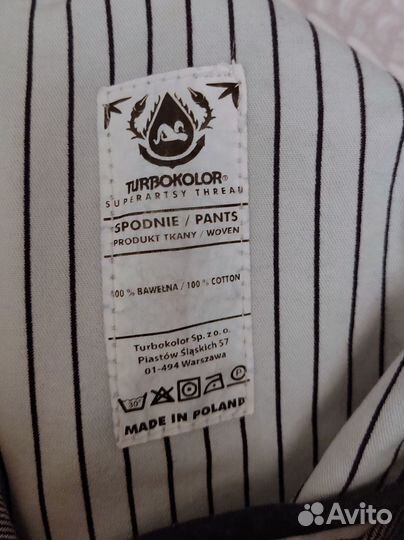 TURBOKOLOR®
SUPERARTSY THREAD
SPODNIE / PANTS
PRODUKT TKANY / WOVEN
100 % BAWEŁNA / 100 % COTTON
Turbokolor Sp. z o. o.
Piastów Śląskich 57
01-494 Warszawa
30° P
MADE IN POLAND
Avito